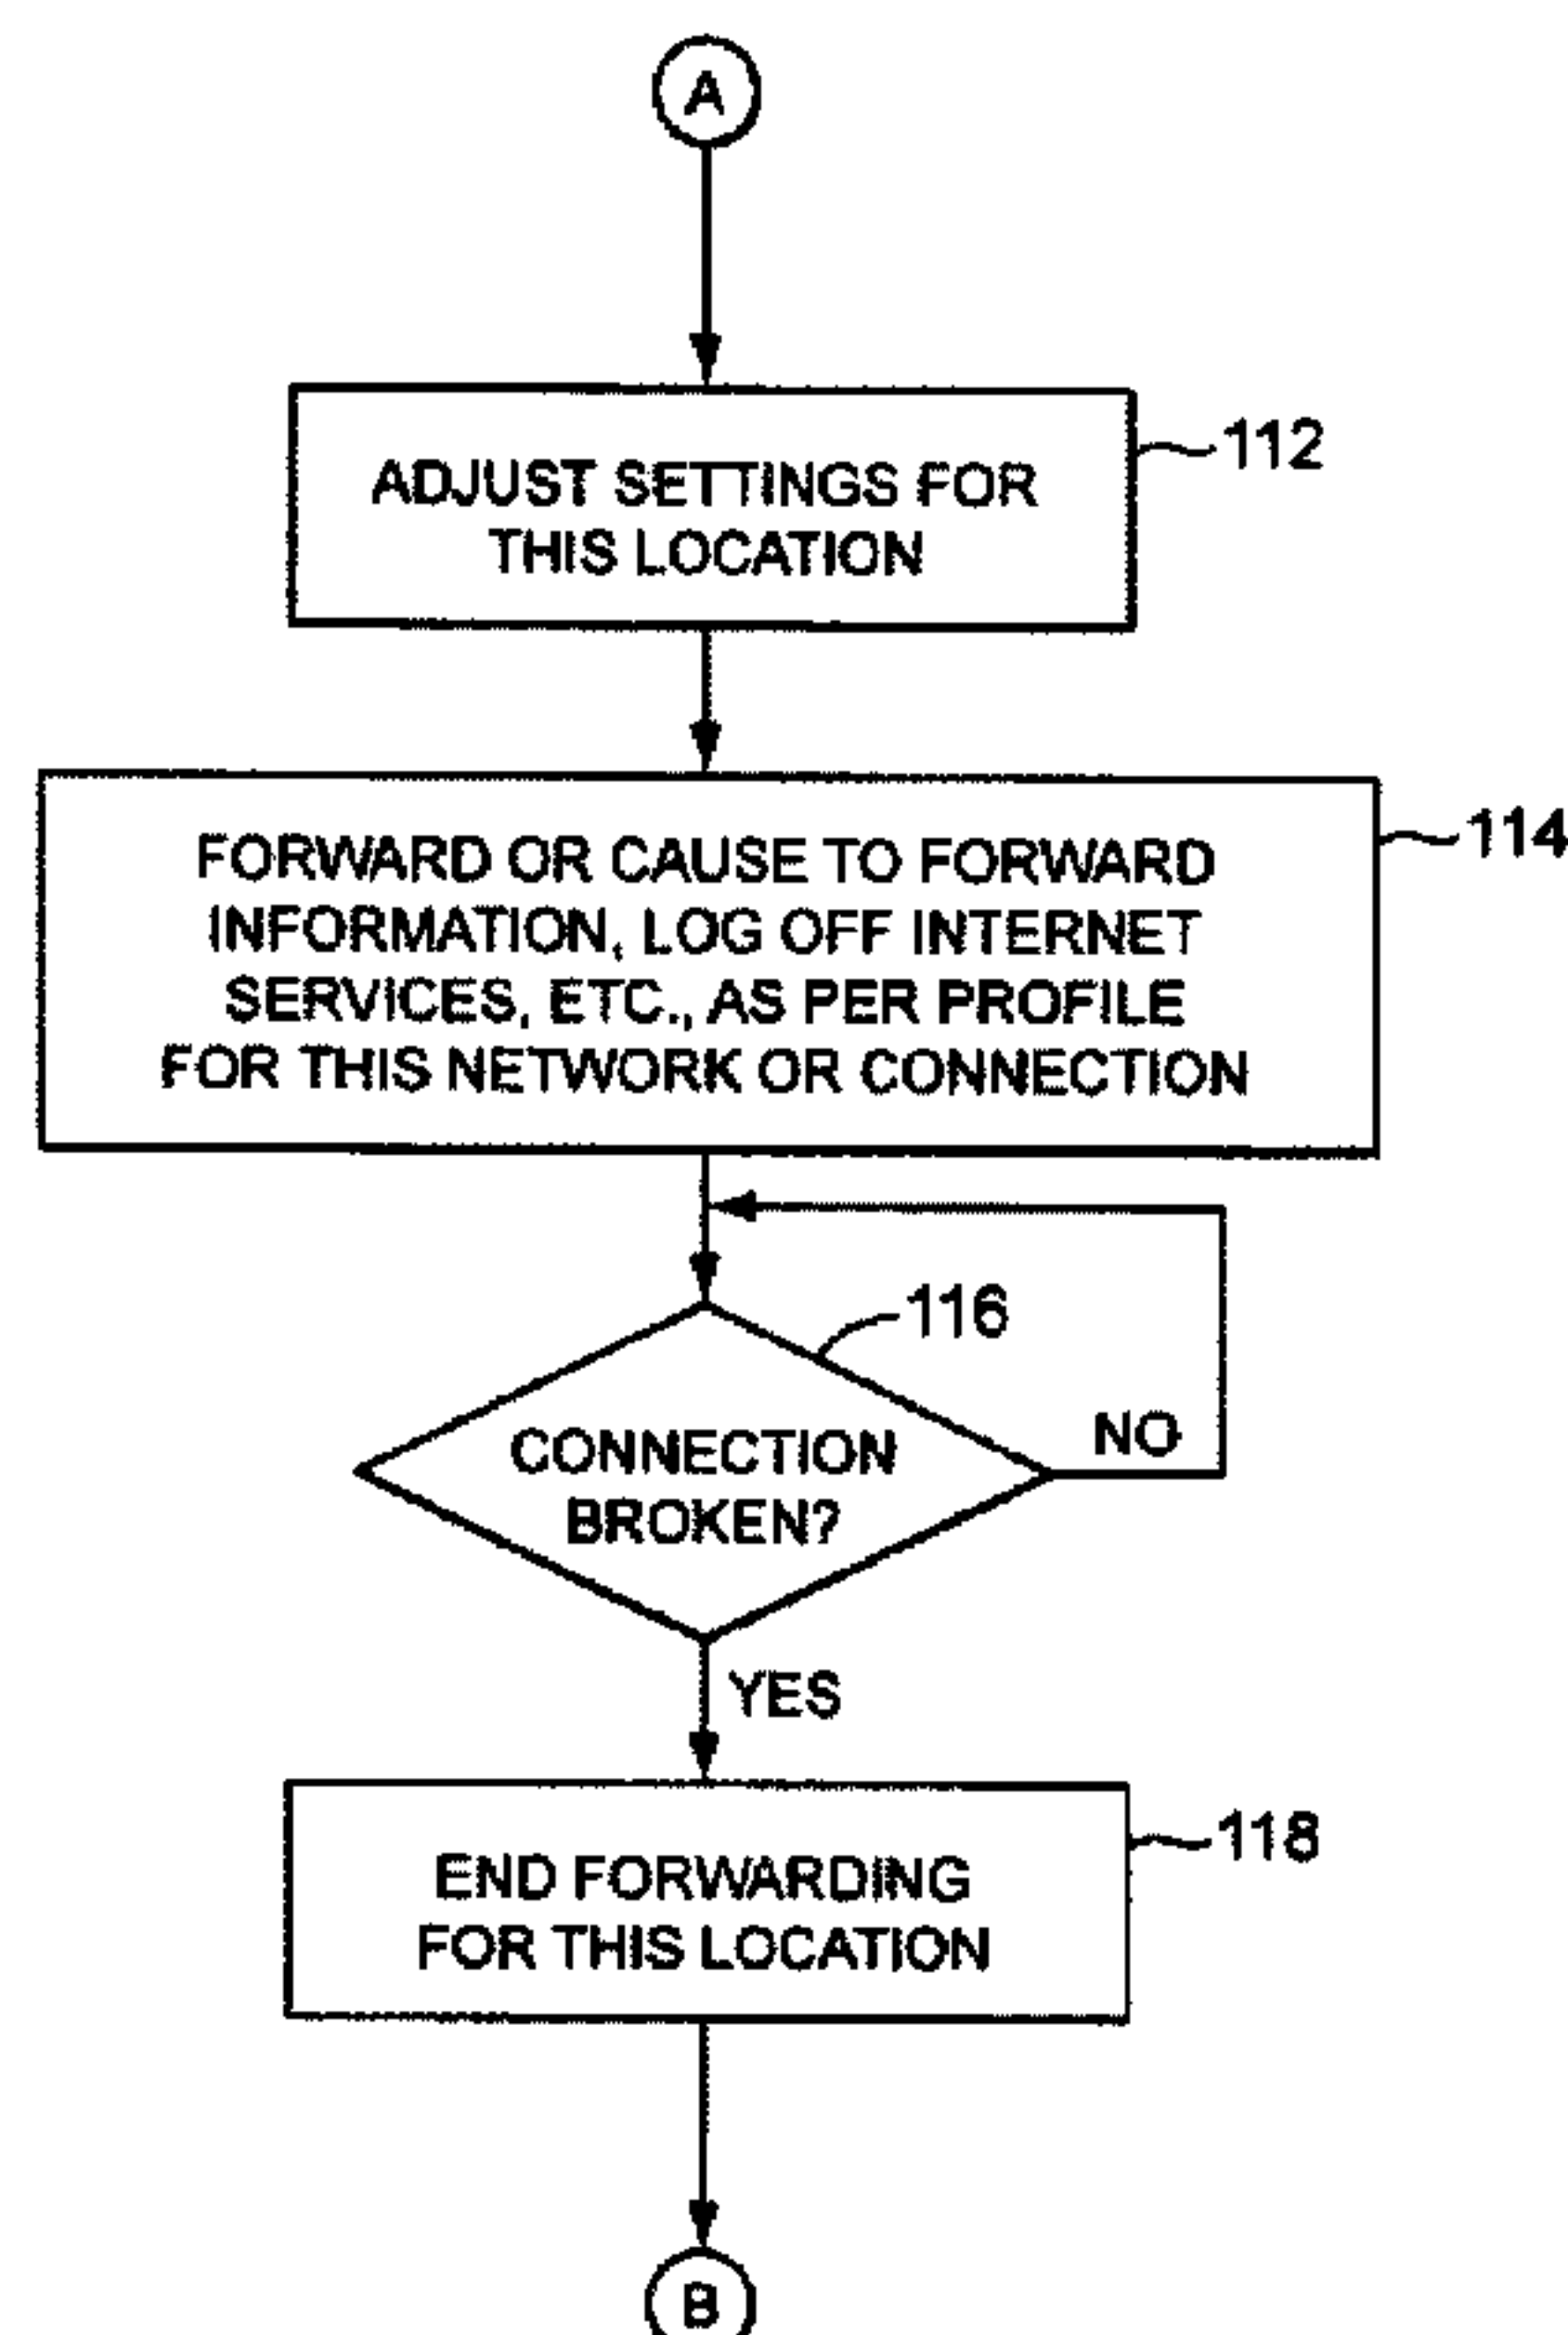 A
112
ADJUST SETTINGS FOR
THIS LOCATION
114
FORWARD OR CAUSE TO FORWARD
INFORMATION, LOG OFF INTERNET
SERVICES, ETC., AS PER PROFILE
FOR THIS NETWORK OR CONNECTION
116
CONNECTION
BROKEN?
NO
YES
118
END FORWARDING
FOR THIS LOCATION
B